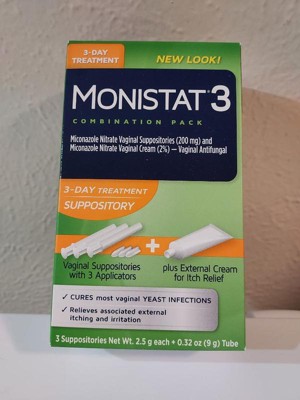 3-DAY
TREATMENT
NEW LOOK!
MONISTAT® 3
COMBINATION PACK
Miconazole Nitrate Vaginal Suppositories (200 mg) and
Miconazole Nitrate Vaginal Cream (2%) — Vaginal Antifungal
3-DAY TREATMENT
SUPPOSITORY
Vaginal Suppositories
with 3 Applicators
+
plus External Cream
for Itch Relief
✓ CURES most vaginal YEAST INFECTIONS
✓ Relieves associated external
itching and irritation
3 Suppositories Net Wt. 2.5 g each + 0.32 oz (9 g) Tube